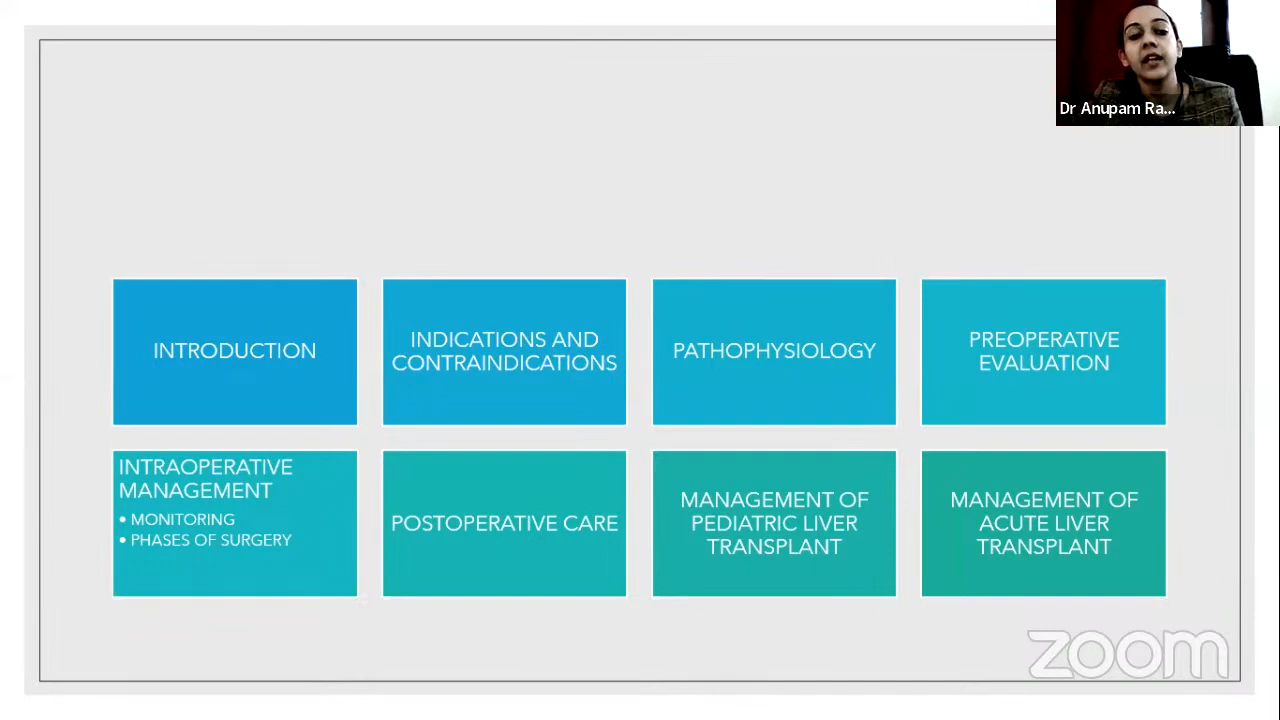 Dr Anupam Ra...
INTRODUCTION
INDICATIONS AND
CONTRAINDICATIONS
PATHOPHYSIOLOGY
PREOPERATIVE
EVALUATION
INTRAOPERATIVE
MANAGEMENT
• MONITORING
• PHASES OF SURGERY
POSTOPERATIVE CARE
MANAGEMENT OF
PEDIATRIC LIVER
TRANSPLANT
MANAGEMENT OF
ACUTE LIVER
TRANSPLANT
zoom